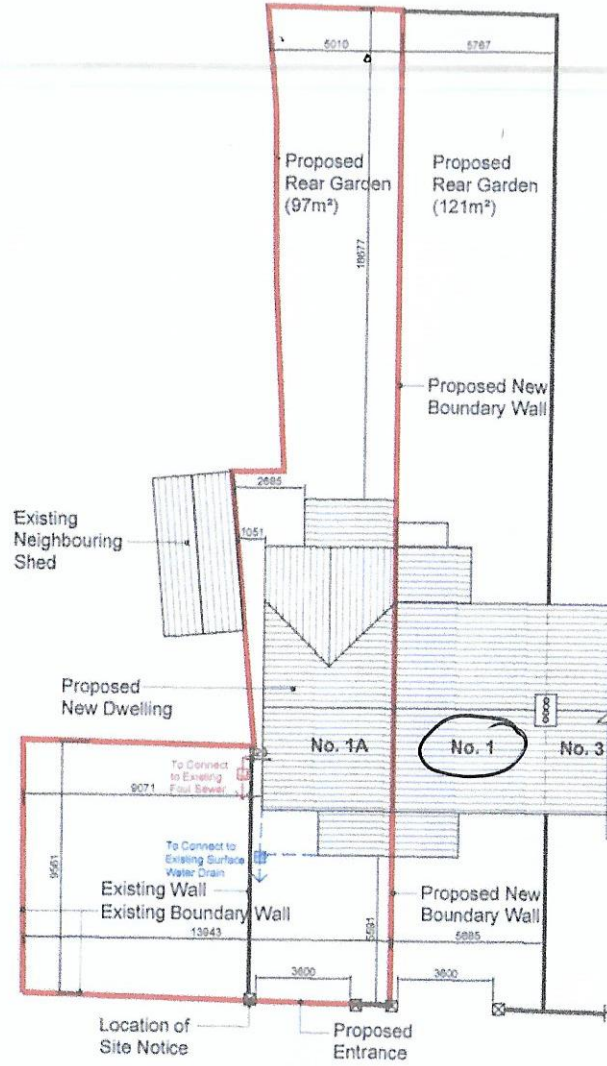 5010
5767
Proposed
Rear Garden
(97m²)
Proposed
Rear Garden
(121m²)
18677
Proposed New
Boundary Wall
2685
1051
Existing
Neighbouring
Shed
Proposed
New Dwelling
No. 1A
No. 1
No. 3
To Connect
to Existing
Foul Sewer
9071
To Connect to
Existing Surface
Water Drain
9561
Existing Wall
Existing Boundary Wall
Proposed New
Boundary Wall
13943
5591
5685
3600
3600
Location of
Site Notice
Proposed
Entrance